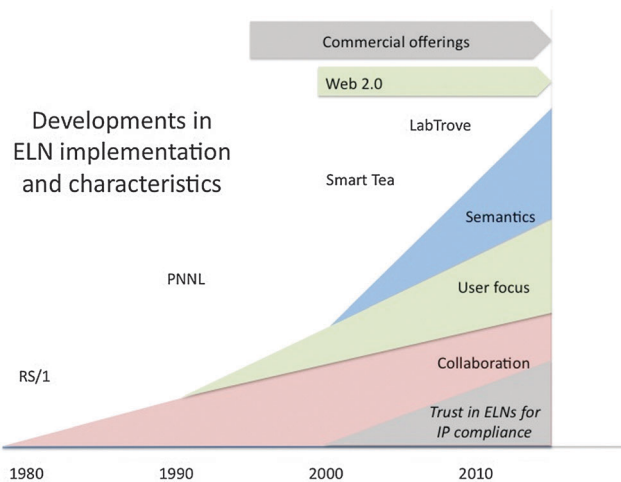 Commercial offerings
Web 2.0
Developments in
ELN implementation
and characteristics
LabTrove
Smart Tea
Semantics
PNNL
User focus
RS/1
Collaboration
Trust in ELNs for
IP compliance
1980 1990 2000 2010